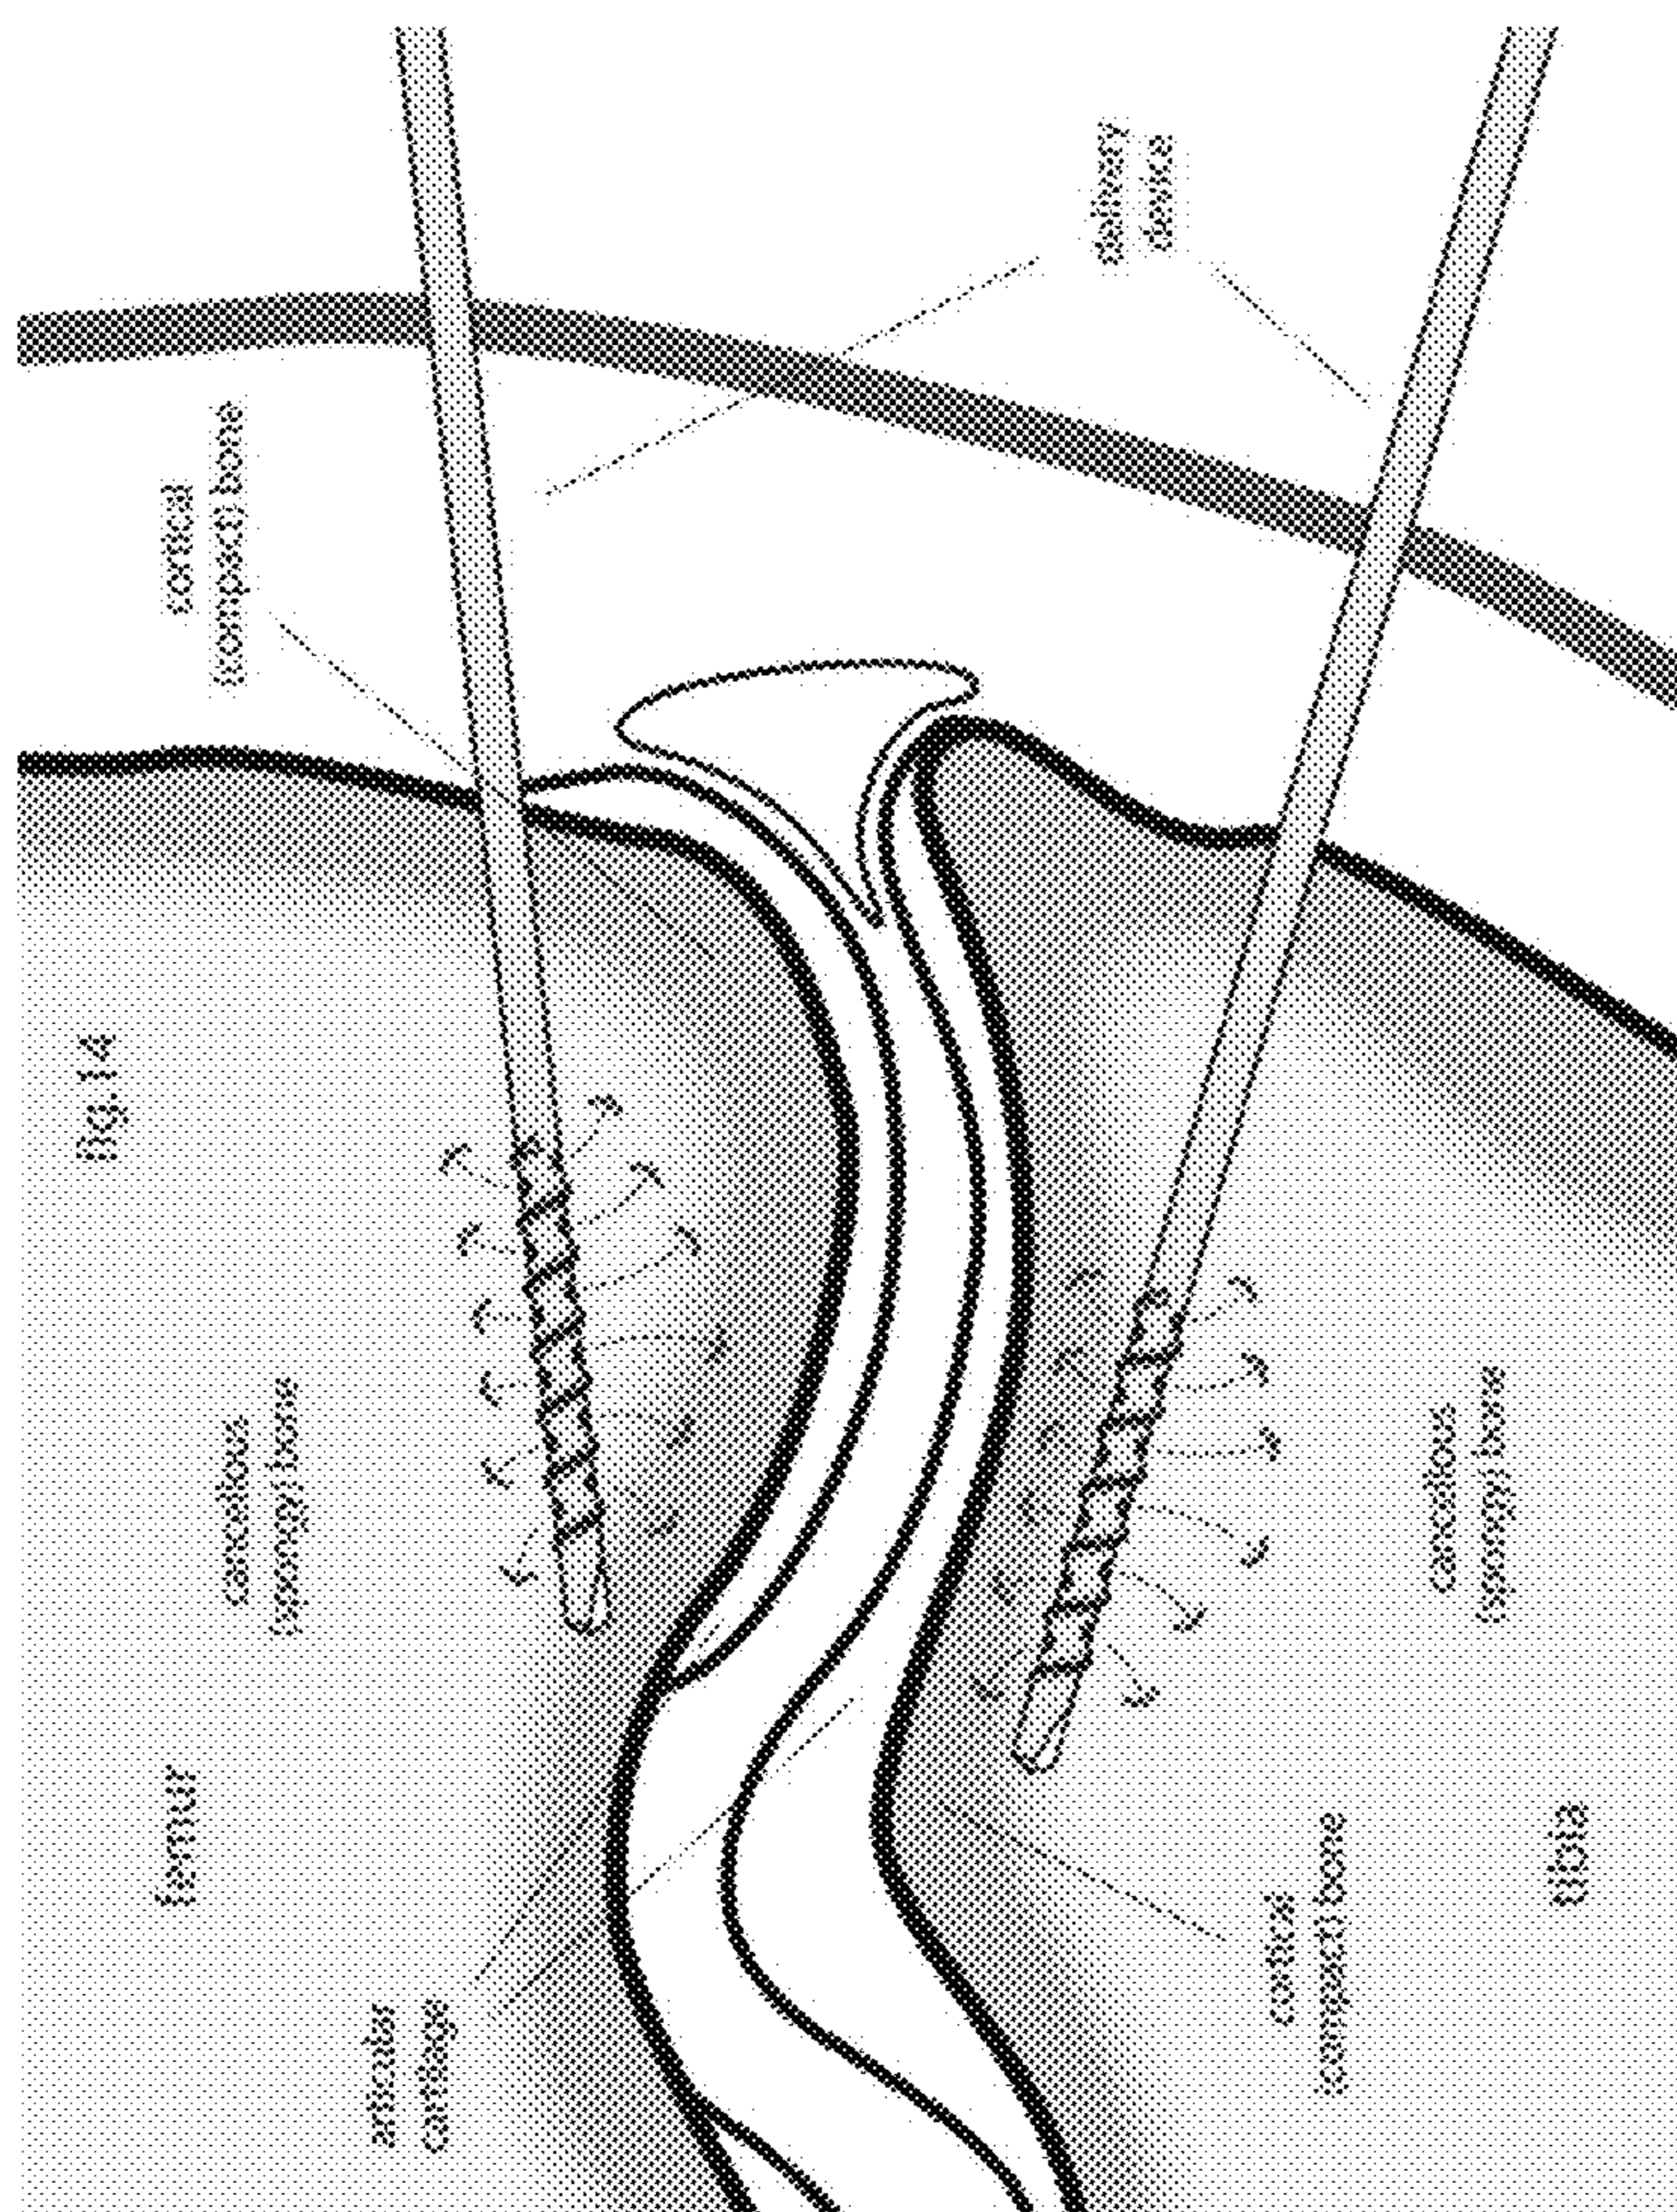 Fig. 14
femur
cancellous
(spongy) bone
cortical
(compact) bone
articular
cartilage
delivery
device
cortical
(compact) bone
cancellous
(spongy) bone
tibia